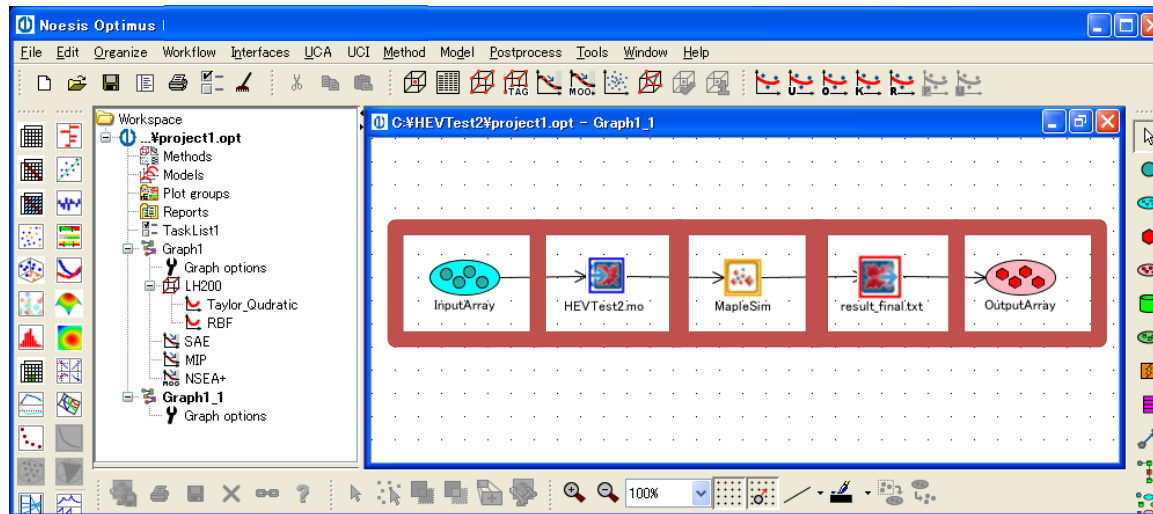 Noesis Optimus
File Edit Organize Workflow Interfaces UCA UCI Method Model Postprocess Tools Window Help
TAG MOO. U O K R
Workspace
...¥project1.opt
Methods
Models
Plot groups
Reports
TaskList1
Graph1
Graph options
LH200
Taylor_Qudratic
RBF
SAE
MIP
NSEA+
Graph1_1
Graph options
C:¥HEVTest2¥project1.opt - Graph1_1
InputArray HEVTest2.mo MapleSim result_final.txt OutputArray
100%